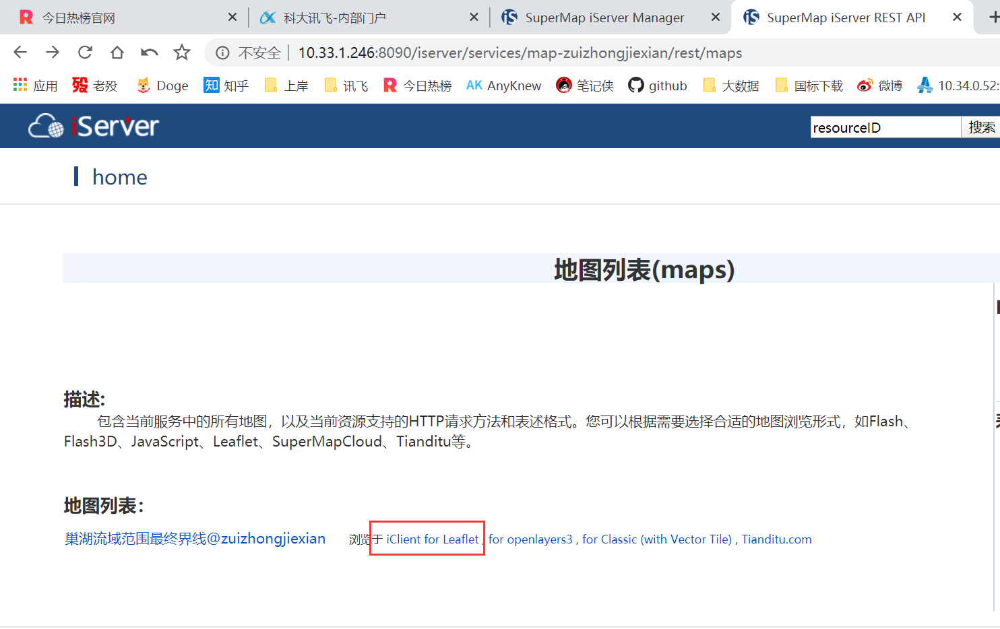 今日热榜官网
科大讯飞-内部门户
SuperMap iServer Manager
SuperMap iServer REST API
不安全 | 10.33.1.246:8090/iserver/services/map-zuizhongjiexian/rest/maps
应用 老殁 Doge 知乎 上岸 讯飞 今日热榜 AnyKnew 笔记侠 github 大数据 国标下载 微博 10.34.0.52:
iServer
resourceID 搜索
home
地图列表(maps)
描述:
包含当前服务中的所有地图，以及当前资源支持的HTTP请求方法和表述格式。您可以根据需要选择合适的地图浏览形式，如Flash、
Flash3D、JavaScript、Leaflet、SuperMapCloud、Tianditu等。
地图列表：
巢湖流域范围最终界线@zuizhongjiexian 浏览于 iClient for Leaflet , for openlayers3 , for Classic (with Vector Tile) , Tianditu.com